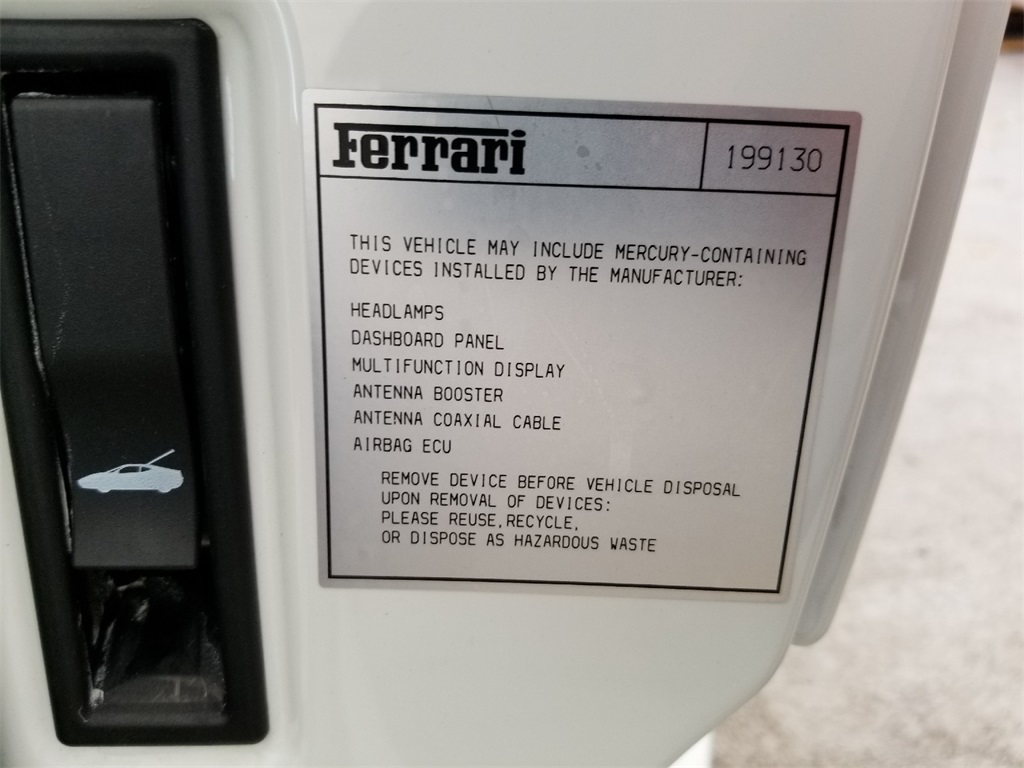 Ferrari 199130
THIS VEHICLE MAY INCLUDE MERCURY-CONTAINING
DEVICES INSTALLED BY THE MANUFACTURER:
HEADLAMPS
DASHBOARD PANEL
MULTIFUNCTION DISPLAY
ANTENNA BOOSTER
ANTENNA COAXIAL CABLE
AIRBAG ECU
REMOVE DEVICE BEFORE VEHICLE DISPOSAL
UPON REMOVAL OF DEVICES:
PLEASE REUSE, RECYCLE,
OR DISPOSE AS HAZARDOUS WASTE